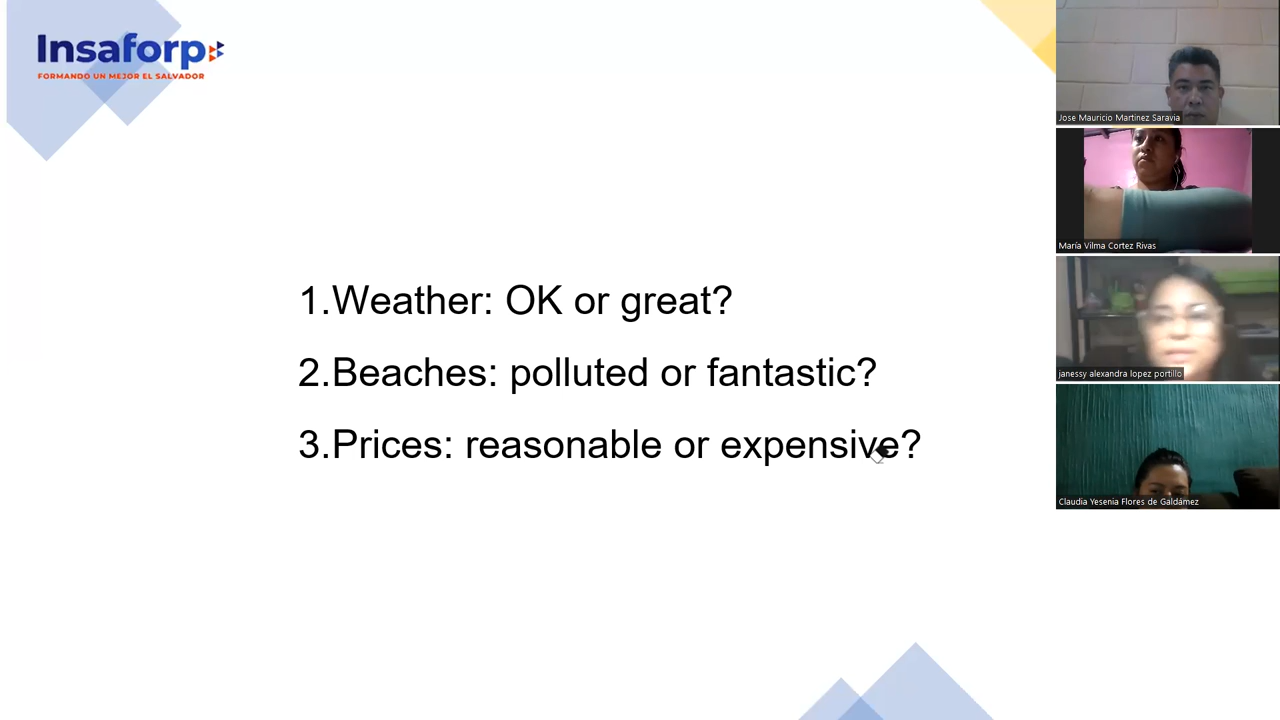 Insaforp
FORMANDO UN MEJOR EL SALVADOR
1.Weather: OK or great?
2.Beaches: polluted or fantastic?
3.Prices: reasonable or expensive?
Jose Mauricio Martinez Saravia
María Vilma Cortez Rivas
janessy alexandra lopez portillo
Claudia Yesenia Flores de Galdámez